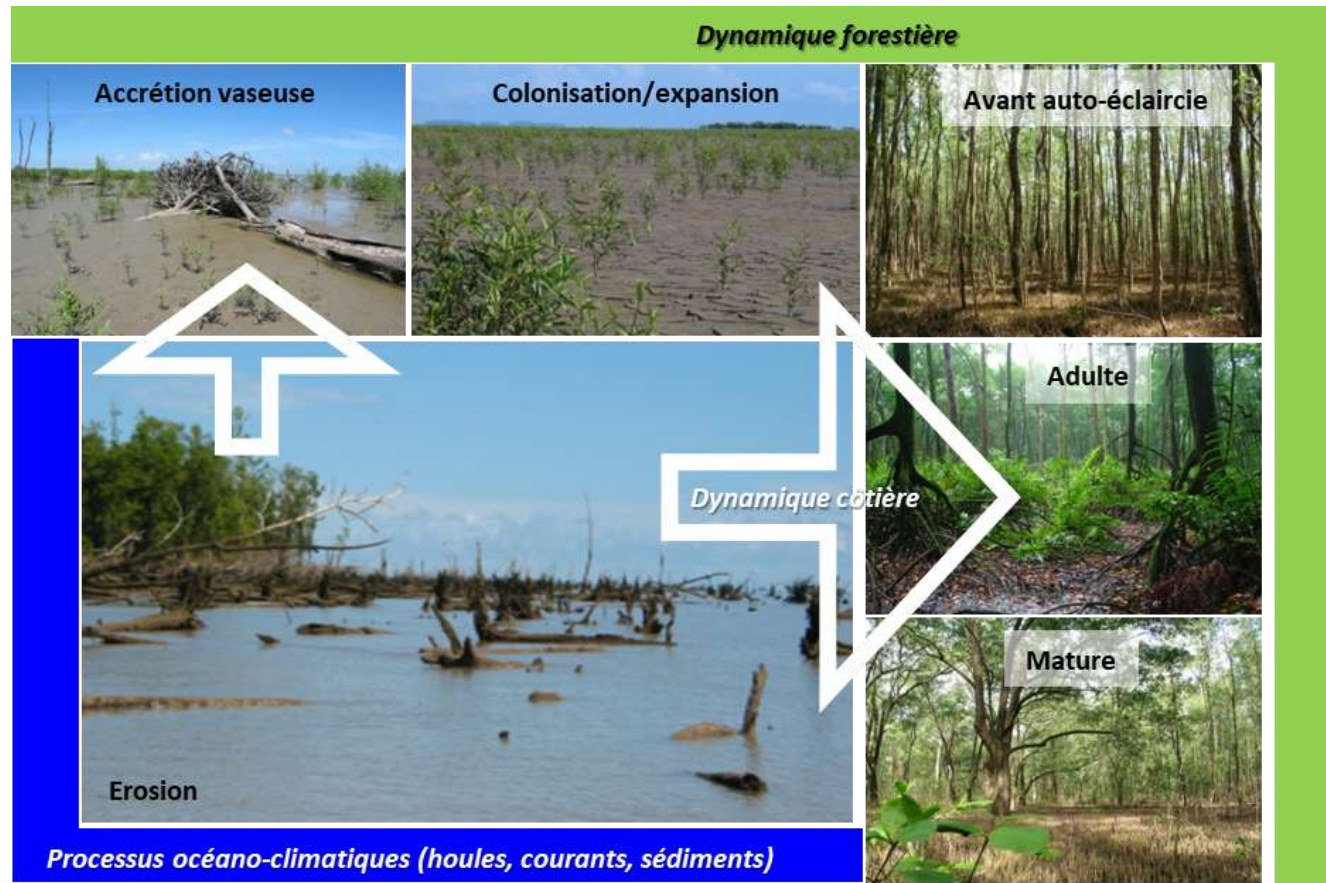 Dynamique forestière
Accrétion vaseuse
Colonisation/expansion
Avant auto-éclaircie
Adulte
Dynamique côtière
Mature
Erosion
Processus océano-climatiques (houles, courants, sédiments)